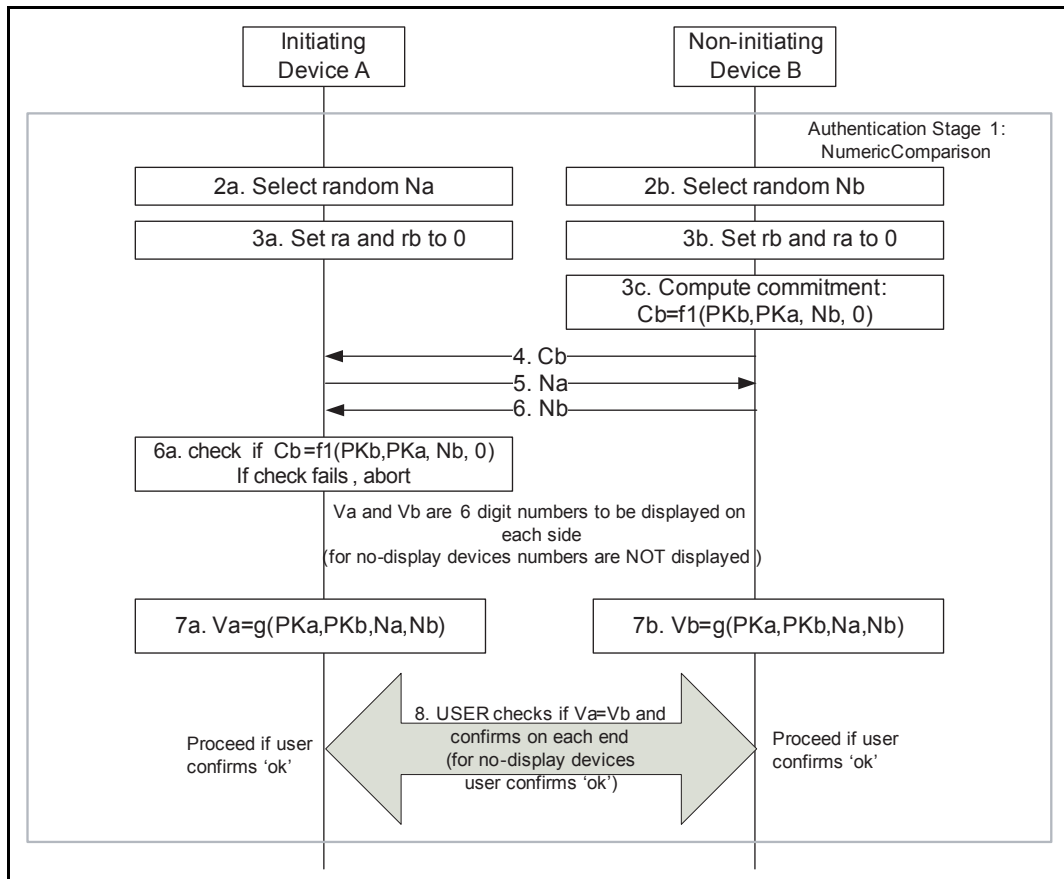 Initiating
Device A
Non-initiating
Device B
Authentication Stage 1:
NumericComparison
2a. Select random Na
2b. Select random Nb
3a. Set ra and rb to 0
3b. Set rb and ra to 0
3c. Compute commitment:
Cb=f1(PKb,PKa, Nb, 0)
4. Cb
5. Na
6. Nb
6a. check if Cb=f1(PKb,PKa, Nb, 0)
If check fails , abort
Va and Vb are 6 digit numbers to be displayed on
each side
(for no-display devices numbers are NOT displayed )
7a. Va=g(PKa,PKb,Na,Nb)
7b. Vb=g(PKa,PKb,Na,Nb)
8. USER checks if Va=Vb and
confirms on each end
(for no-display devices
user confirms ‘ok’)
Proceed if user
confirms ‘ok’
Proceed if user
confirms ‘ok’